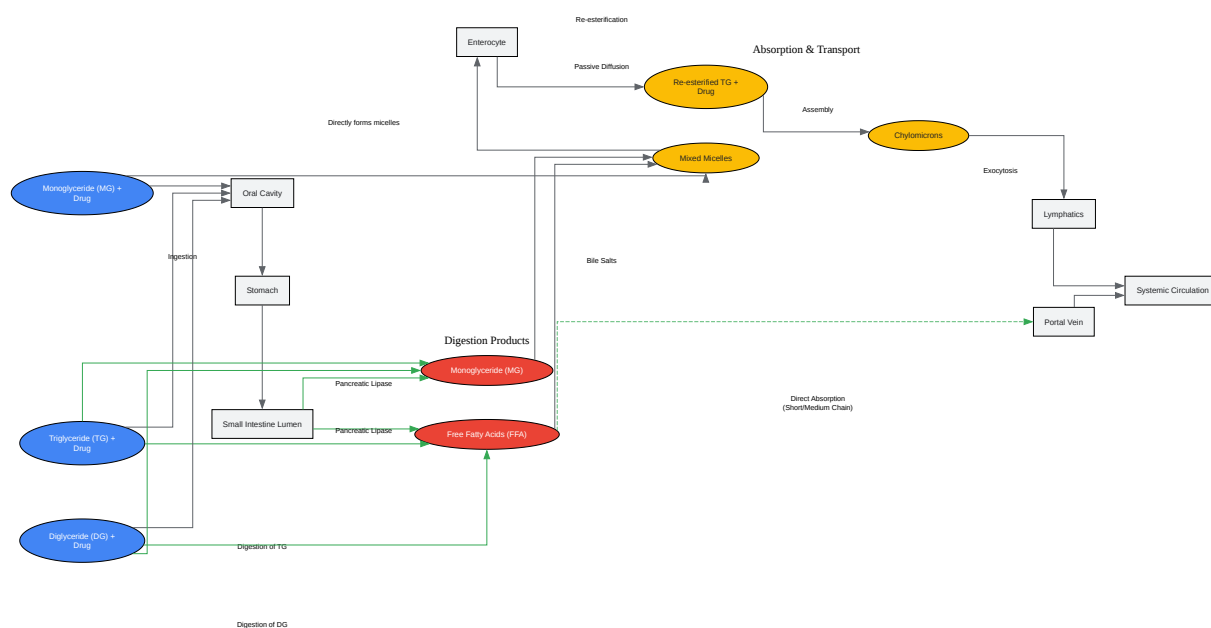 Re-esterification
Enterocyte
Absorption & Transport
Passive Diffusion
Re-esterified TG +
Drug
Assembly
Directly forms micelles
Chylomicrons
Mixed Micelles
Exocytosis
Monoglyceride (MG) +
Drug
Oral Cavity
Lymphatics
Ingestion
Bile Salts
Stomach
Systemic Circulation
Portal Vein
Digestion Products
Monoglyceride (MG)
Pancreatic Lipase
Direct Absorption
(Short/Medium Chain)
Small Intestine Lumen
Pancreatic Lipase
Free Fatty Acids (FFA)
Triglyceride (TG) +
Drug
Diglyceride (DG) +
Drug
Digestion of TG
Digestion of DG